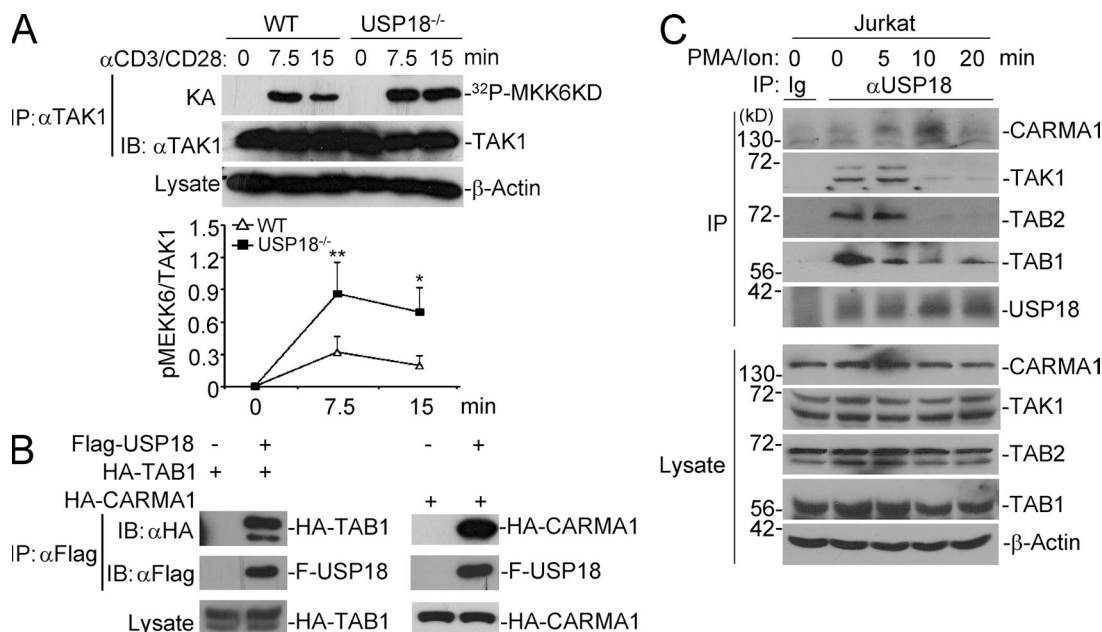 A
WT USP18-/-
αCD3/CD28: 0 7.5 15 0 7.5 15 min
IP: αTAK1
KA -32P-MKK6KD
IB: αTAK1 -TAK1
Lysate -β-Actin
1.5
1.2
0.9
0.6
0.3
0
pMEKK6/TAK1
WT
USP18-/-
**
*
0 7.5 15 min
B
Flag-USP18 - + - +
HA-TAB1 + +
HA-CARMA1 + +
IP: αFlag
IB: αHA -HA-TAB1 -HA-CARMA1
IB: αFlag -F-USP18 -F-USP18
Lysate -HA-TAB1 -HA-CARMA1
C
Jurkat
PMA/Ion: 0 0 5 10 20 min
IP: Ig αUSP18
(kD)
IP
130- -CARMA1
72- -TAK1
72- -TAB2
56- -TAB1
42- -USP18
Lysate
130- -CARMA1
72- -TAK1
72- -TAB2
56- -TAB1
42- -β-Actin